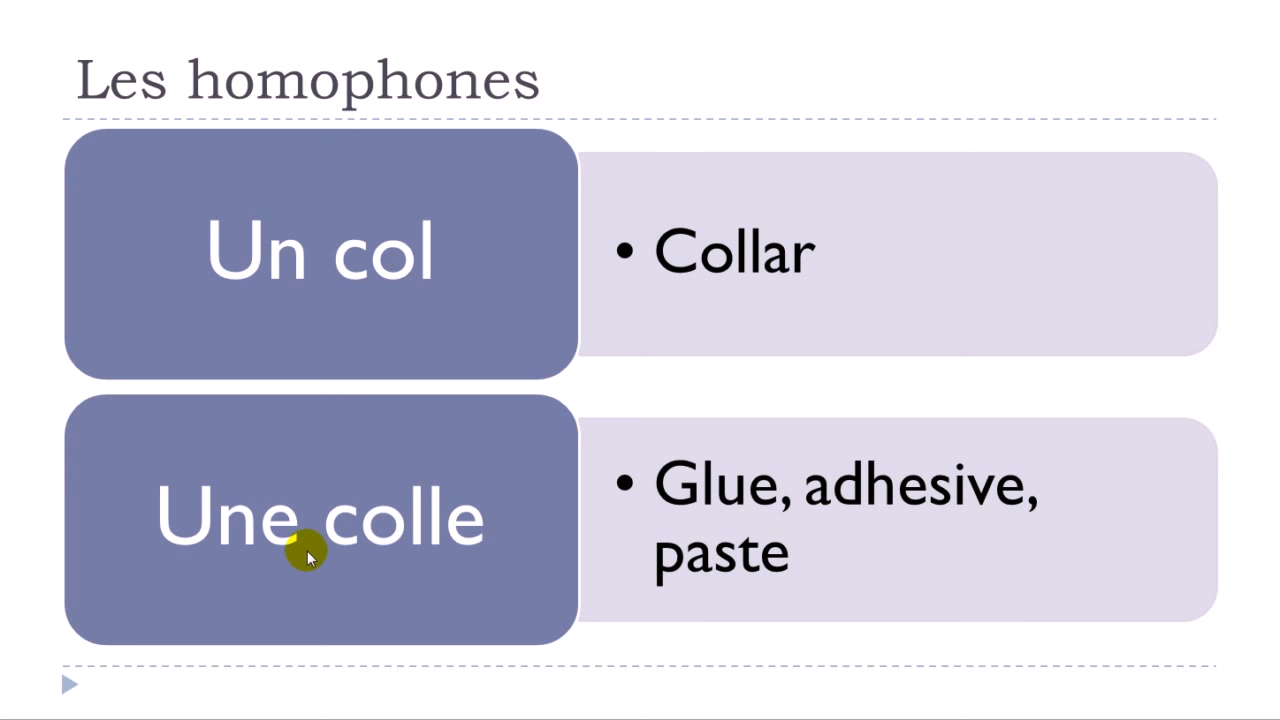 Les homophones
Un col
• Collar
Une colle
• Glue, adhesive,
paste